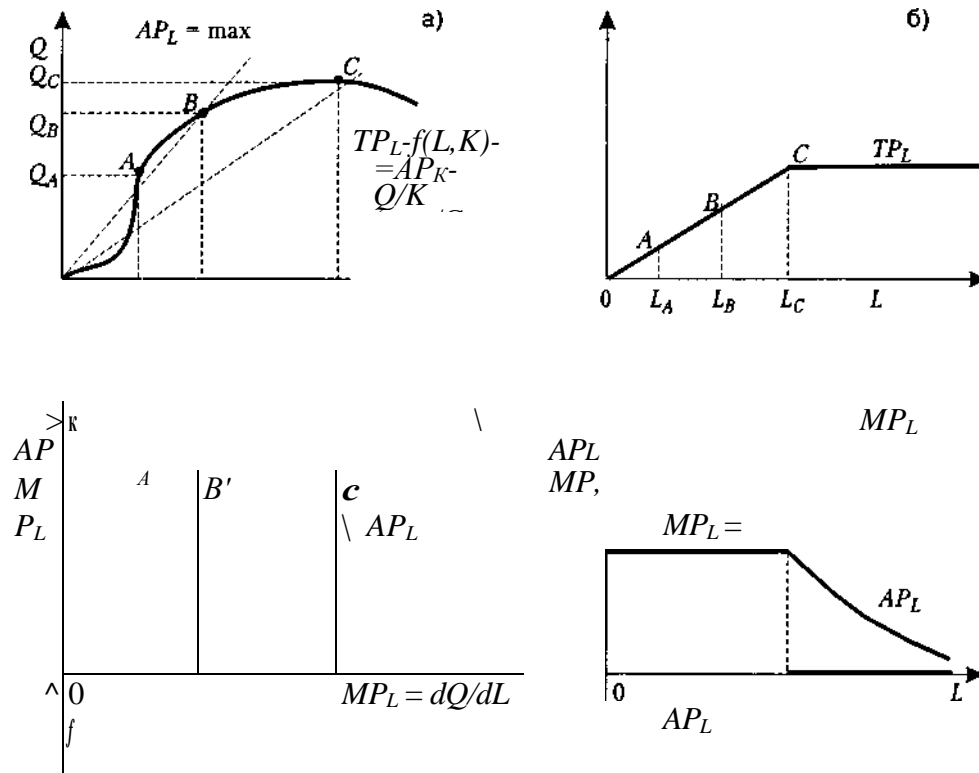 а)
AP_L = max
Q
Q_C
C
B
Q_B
TP_L-f(L,K)-
=AP_K-
Q/K
A
Q_A
б)
C
TP_L
B
A
0 L_A L_B L_C L
>к
\
AP
A
B'
c
M
P_L
\ AP_L
^ 0
MP_L = dQ/dL
f
MP_L
APL
MP,
MP_L =
AP_L
0
L
AP_L